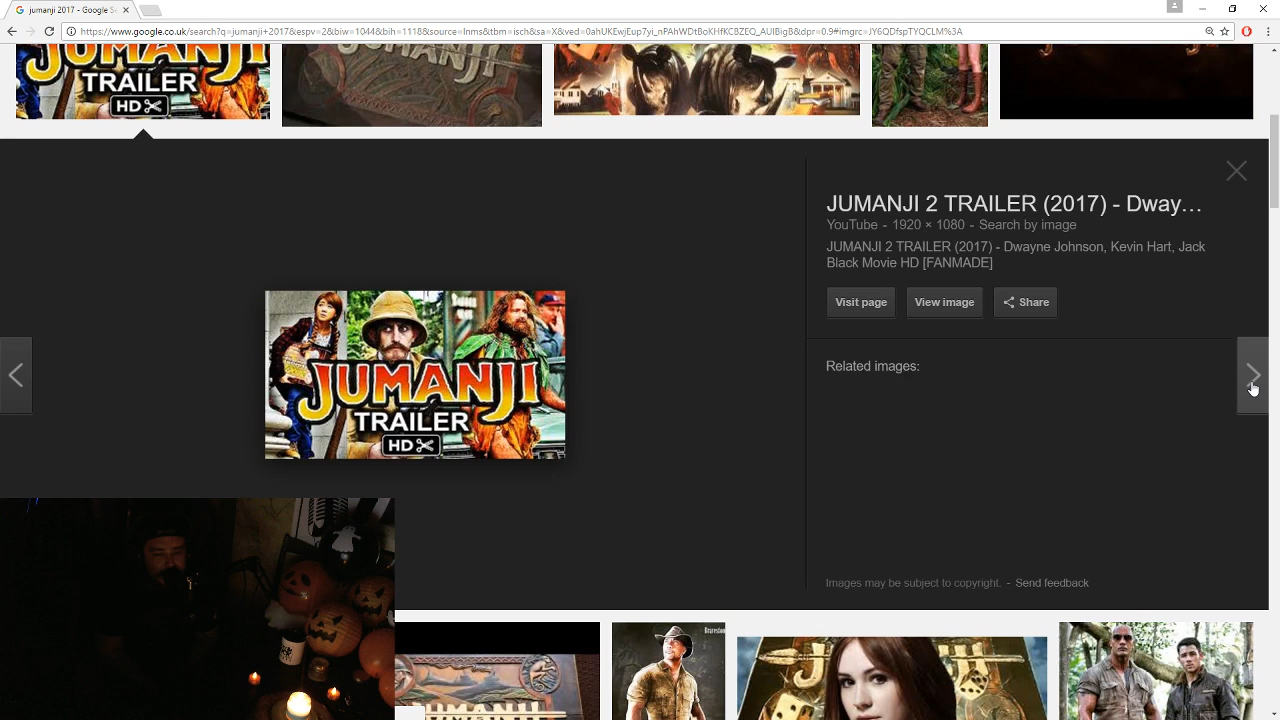 jumanji 2017 - Google S
https://www.google.co.uk/search?q=jumanji+2017&espv=2&biw=1044&bih=1118&source=lnms&tbm=isch&sa=X&ved=0ahUKEwjEup7yi_nPAhWDtBoKHfKCBZEQ_AUIBigB&dpr=0.9#imgrc=JY6QDfspTYQCLM%3A
JUMANJI
TRAILER
HD
JUMANJI 2 TRAILER (2017) - Dway…
YouTube - 1920 × 1080 - Search by image
JUMANJI 2 TRAILER (2017) - Dwayne Johnson, Kevin Hart, Jack
Black Movie HD [FANMADE]
Visit page
View image
Share
Related images:
JUMANJI
TRAILER
HD
Images may be subject to copyright. - Send feedback
JUMANJI